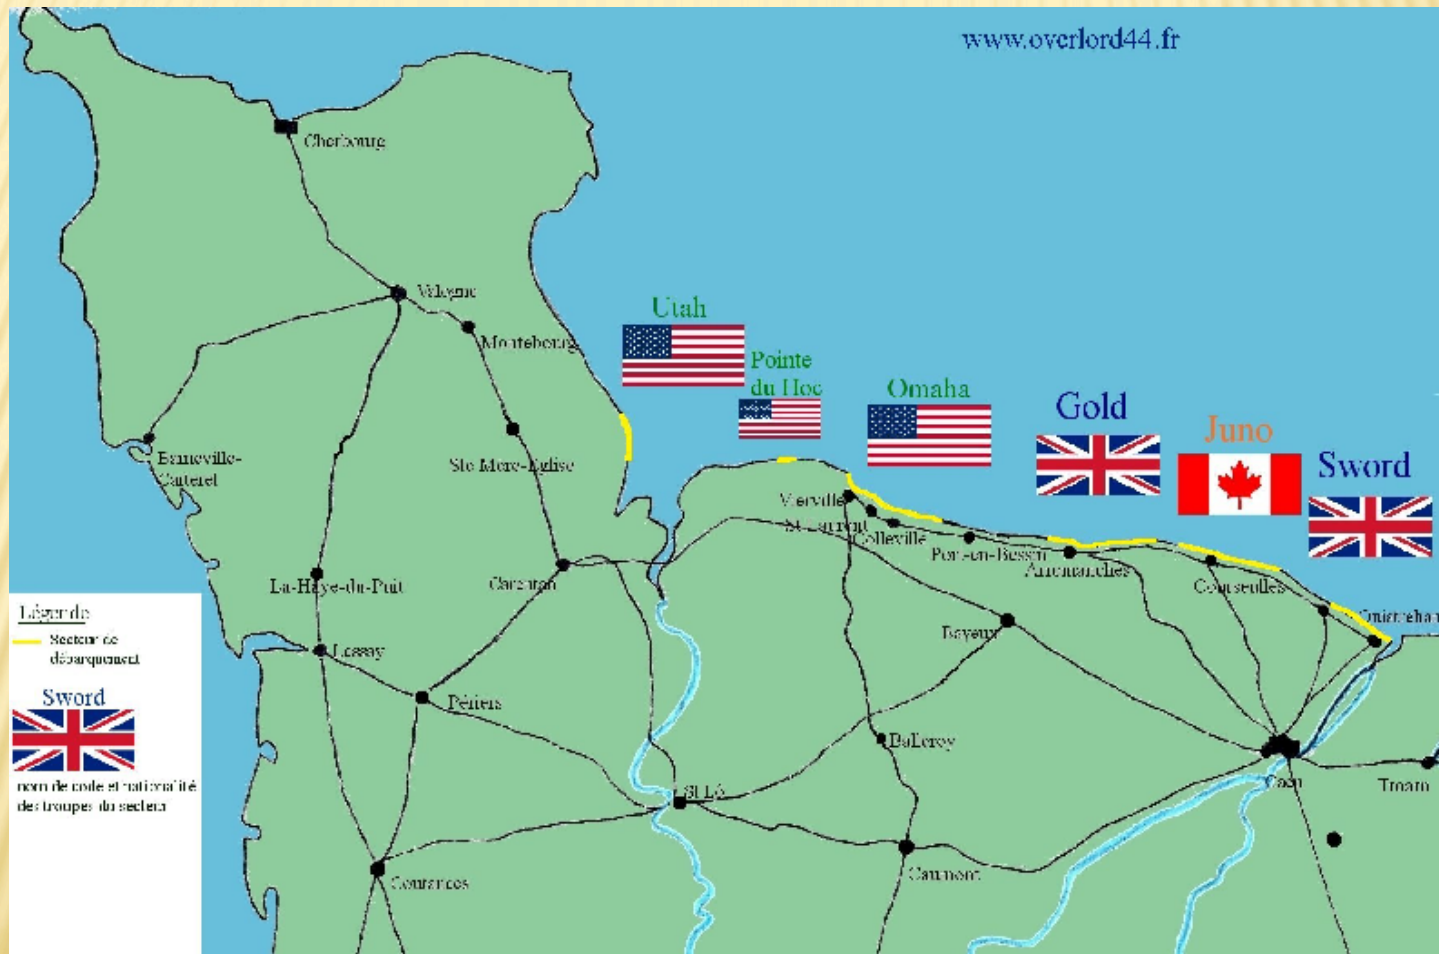 www.overlord44.fr
Cherbourg
Valogne
Montebourg
Utah
Pointe
du Hoc
Omaha
Gold
Juno
Sword
Barneville-
Carteret
Ste Mere-Eglise
Vierville
St Laurent
Colleville
Port-en-Bessin
Arromanches
Courseulles
Carentan
La-Haye-du-Puit
Bayeux
Légende
Secteur de
débarquement
Lessay
Périers
Sword
nom de code et nationalité
des troupes du secteur
Balleroy
St Lô
Caen
Troarn
Caumont
Coutances